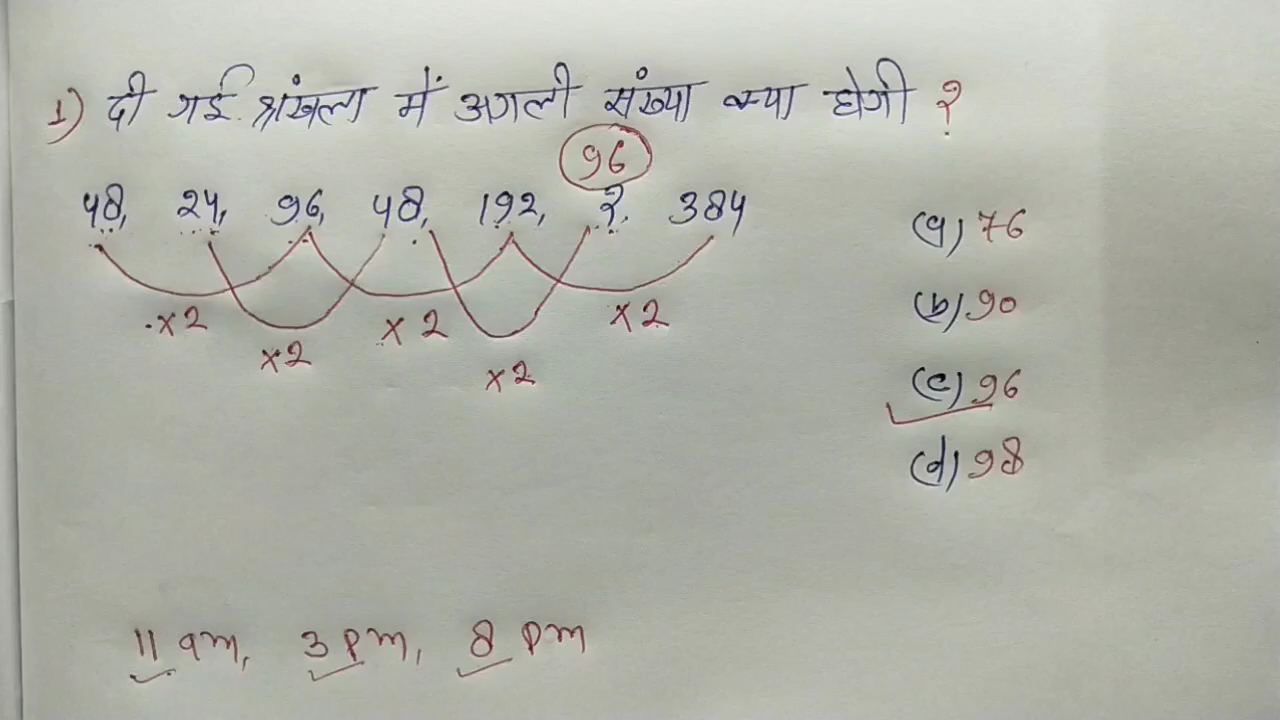 1) दी गई श्रंखला में अगली संख्या क्या होगी ?
96
48, 24, 96, 48, 192, ?, 384
×2 ×2 ×2 ×2 ×2
(a) 76
(b) 90
(c) 96
(d) 98
11 am, 3 pm, 8 pm